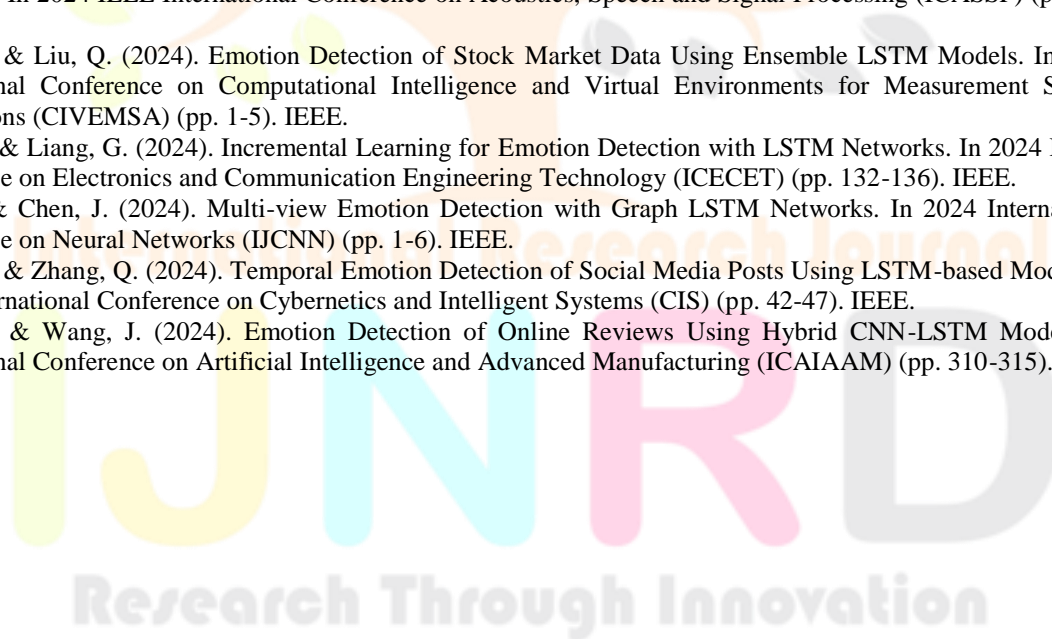 In 2024 IEEE International Conference on Acoustics, Speech and Signal Processing (ICASSP) (p
& Liu, Q. (2024). Emotion Detection of Stock Market Data Using Ensemble LSTM Models. In
nal Conference on Computational Intelligence and Virtual Environments for Measurement S
ons (CIVEMSA) (pp. 1-5). IEEE.
& Liang, G. (2024). Incremental Learning for Emotion Detection with LSTM Networks. In 2024 I
e on Electronics and Communication Engineering Technology (ICECET) (pp. 132-136). IEEE.
& Chen, J. (2024). Multi-view Emotion Detection with Graph LSTM Networks. In 2024 Interna
e on Neural Networks (IJCNN) (pp. 1-6). IEEE.
International Research Journal
& Zhang, Q. (2024). Temporal Emotion Detection of Social Media Posts Using LSTM-based Mod
ernational Conference on Cybernetics and Intelligent Systems (CIS) (pp. 42-47). IEEE.
& Wang, J. (2024). Emotion Detection of Online Reviews Using Hybrid CNN-LSTM Mode
nal Conference on Artificial Intelligence and Advanced Manufacturing (ICAIAAM) (pp. 310-315).
IJNRD
Research Through Innovation